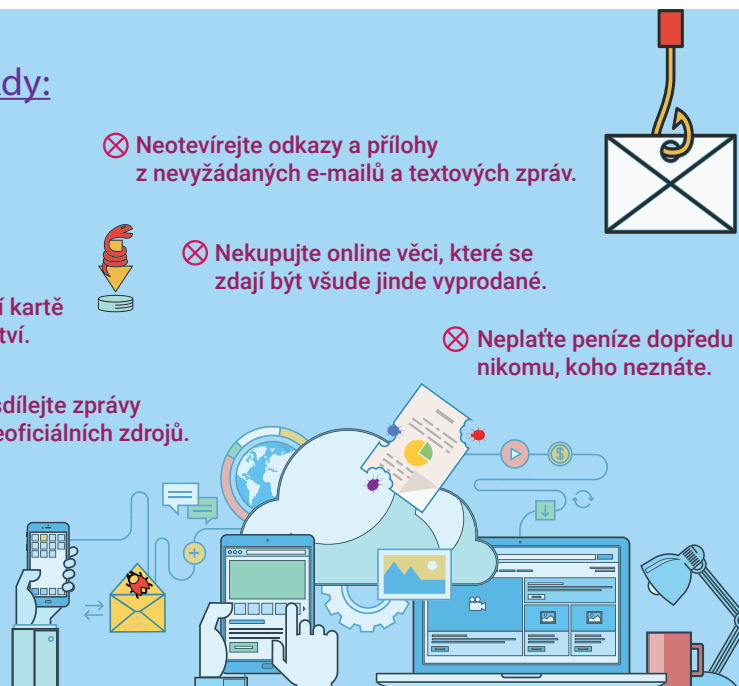 dy:
Neotevírejte odkazy a přílohy
z nevyžádaných e-mailů a textových zpráv.
Nekupujte online věci, které se
zdají být všude jinde vyprodané.
í kartě
tví.
Neplaťte peníze dopředu
nikomu, koho neznáte.
sdílejte zprávy
eoficiálních zdrojů.